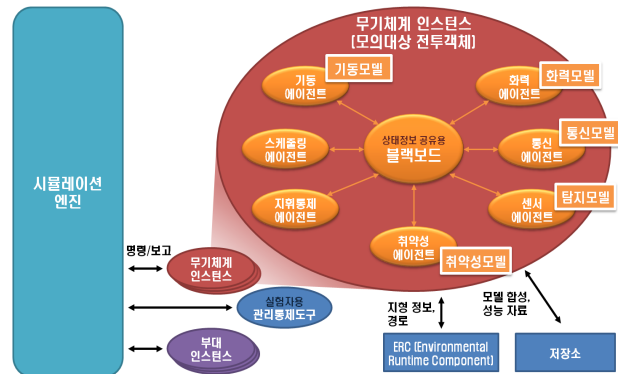 무기체계 인스턴스
(모의대상 전투객체)
기동
에이전트
기동모델
화력
에이전트
화력모델
스케줄링
에이전트
상태정보 공유용
블랙보드
통신
에이전트
통신모델
지휘통제
에이전트
센서
에이전트
탐지모델
취약성
에이전트
취약성모델
시뮬레이션
엔진
명령/보고
무기체계
인스턴스
실험자용
관리통제도구
부대
인스턴스
지형 정보,
경로
모델 합성,
성능 자료
ERC (Environmental
Runtime Component)
저장소